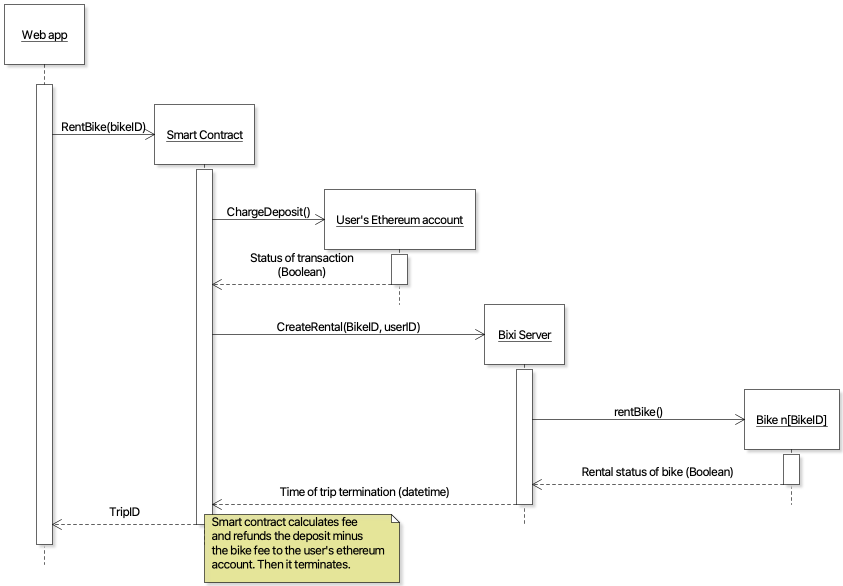 Web app
RentBike(bikeID)
Smart Contract
ChargeDeposit()
User's Ethereum account
Status of transaction
(Boolean)
CreateRental(BikeID, userID)
Bixi Server
rentBike()
Bike n[BikeID]
Rental status of bike (Boolean)
Time of trip termination (datetime)
TripID
Smart contract calculates fee
and refunds the deposit minus
the bike fee to the user's ethereum
account. Then it terminates.